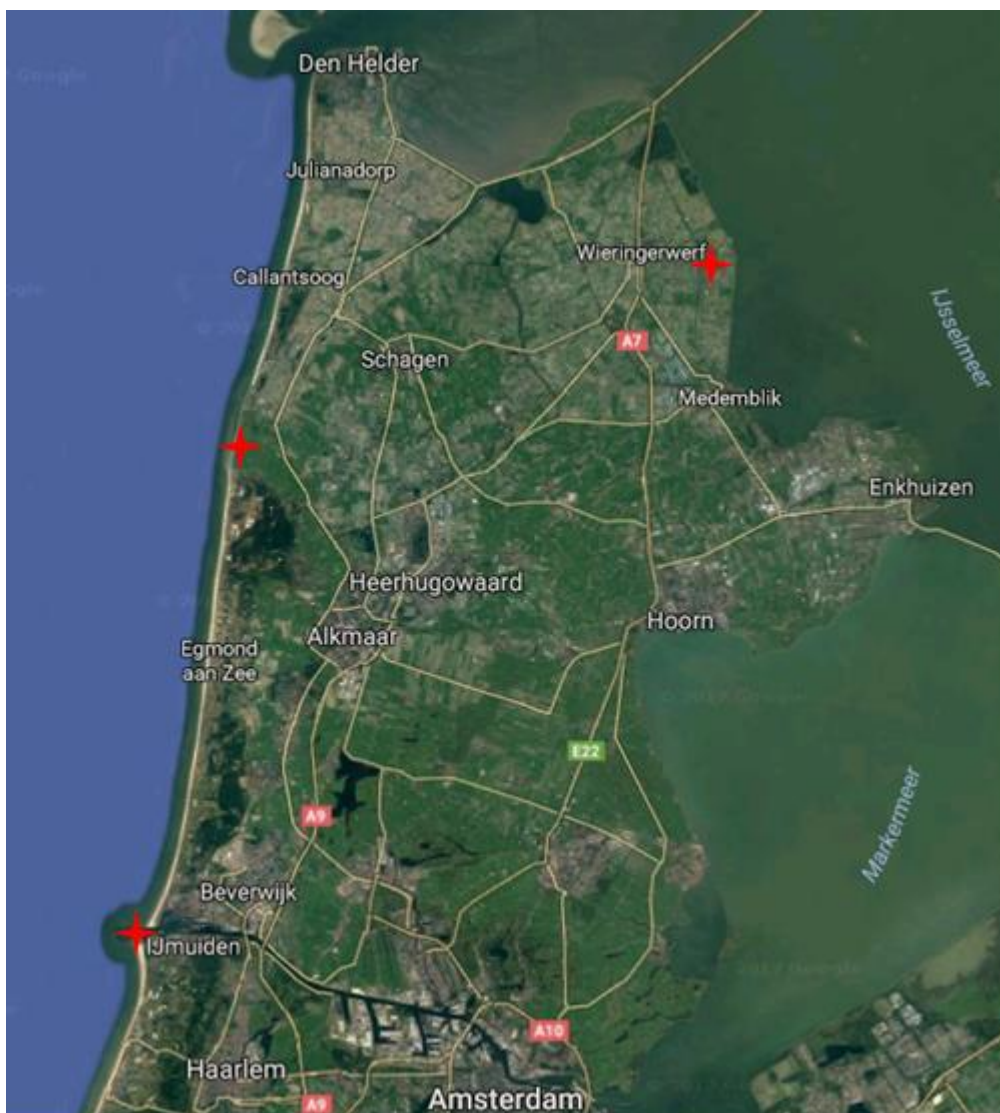 Den Helder
Julianadorp
Wieringerwerf
Callantsoog
IJsselmeer
A7
Schagen
Medemblik
Enkhuizen
Heerhugowaard
Hoorn
Alkmaar
Egmond
aan Zee
E22
A9
Markermeer
Beverwijk
IJmuiden
A10
Haarlem
Amsterdam
A9